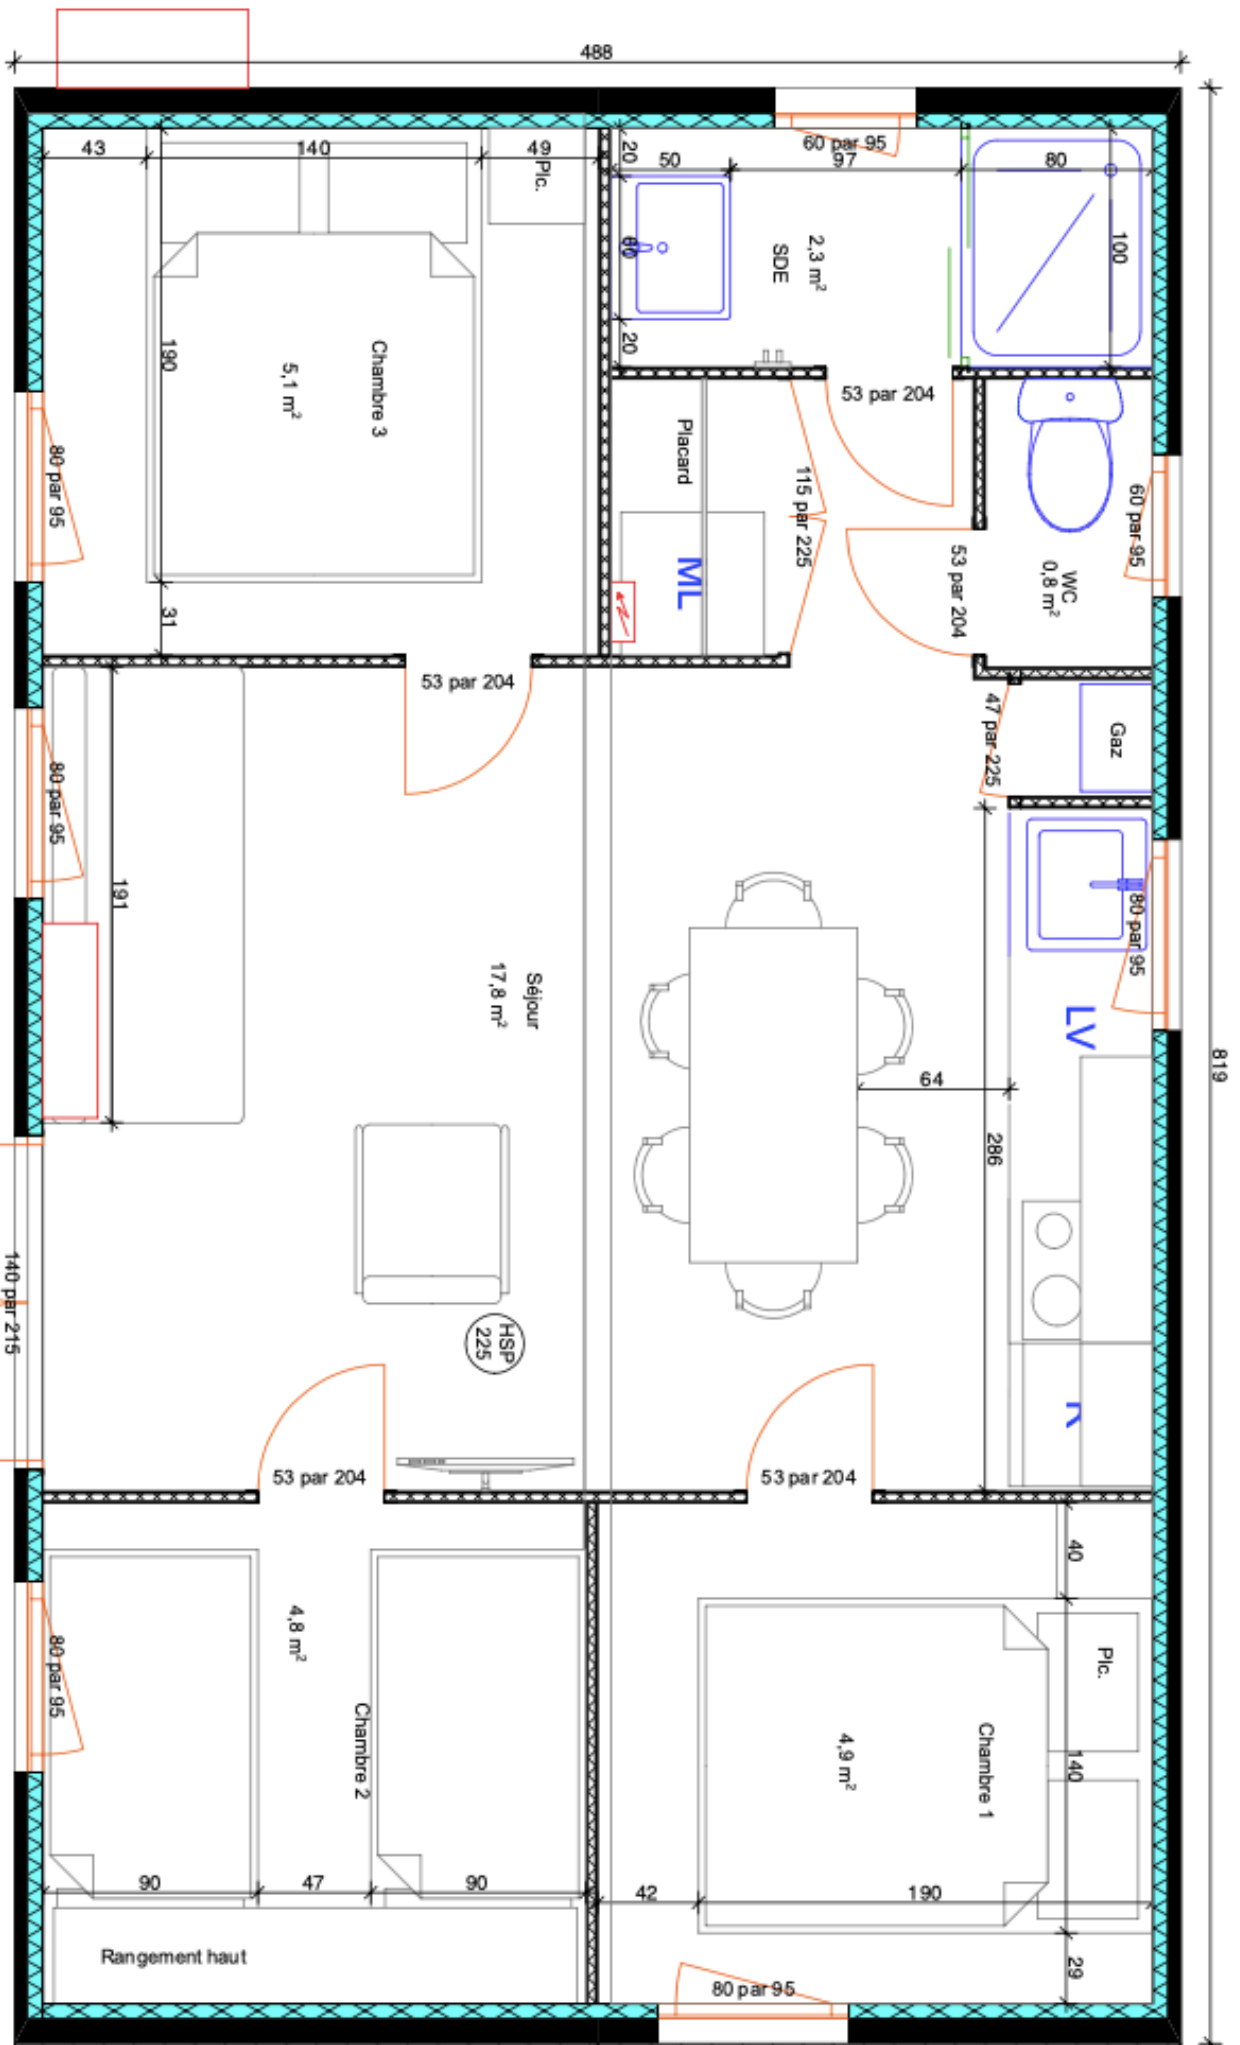 488
819
43
140
49
Plc.
20
50
60 par 95
97
80
60
20
100
2,3 m²
SDE
190
Chambre 3
5,1 m²
31
80 par 95
53 par 204
Placard
ML
115 par 225
53 par 204
60 par 95
WC
0,8 m²
53 par 204
47 par 225
Gaz
80 par 95
191
Séjour
17,8 m²
80 par 95
LV
64
286
140 par 215
HSP
225
53 par 204
53 par 204
40
Plc.
140
Chambre 1
4,9 m²
4,8 m²
Chambre 2
80 par 95
90
47
90
42
190
29
Rangement haut
80 par 95